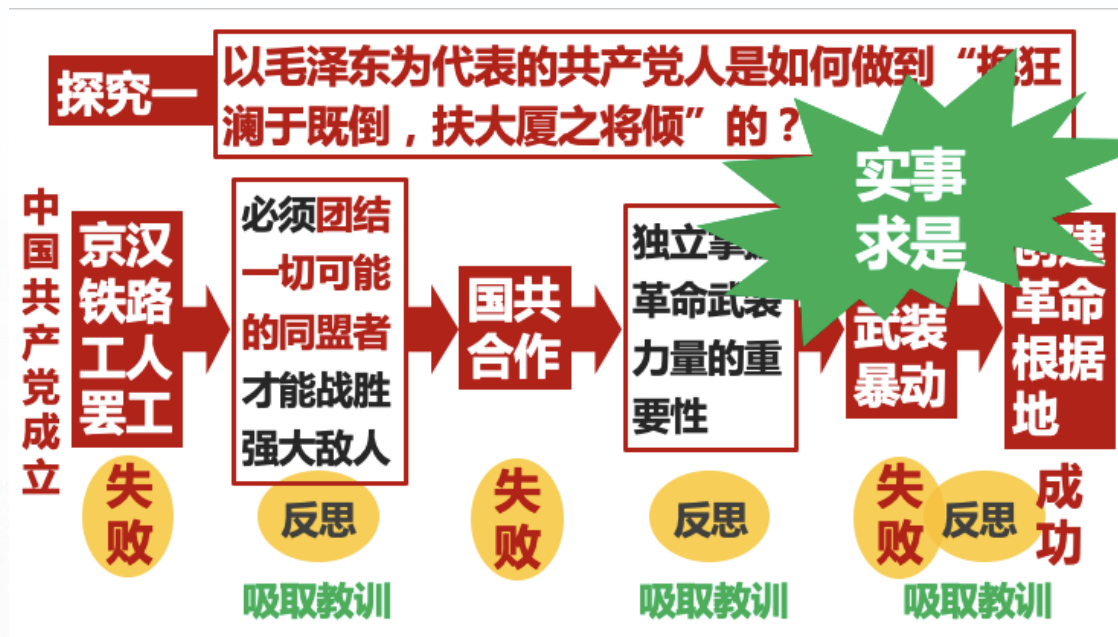 探究一
以毛泽东为代表的共产党人是如何做到“挽狂
澜于既倒，扶大厦之将倾”的？
实事
求是
中国共产党成立
京汉
铁路
工人
罢工
必须团结
一切可能
的同盟者
才能战胜
强大敌人
国共
合作
独立掌
革命武装
力量的重
要性
武装
暴动
创建
革命
根据
地
失败
反思
失败
反思
失败
反思
成功
吸取教训
吸取教训
吸取教训